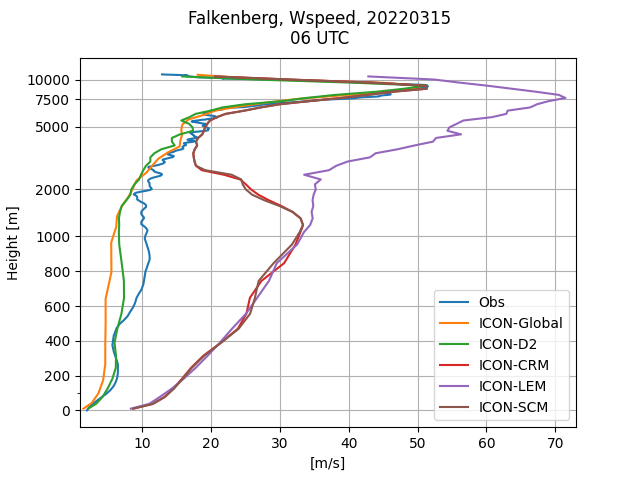 Falkenberg, Wspeed, 20220315
06 UTC
Height [m]
10000
7500
5000
2000
1000
800
600
400
200
0
10
20
30
40
50
60
70
[m/s]
Obs
ICON-Global
ICON-D2
ICON-CRM
ICON-LEM
ICON-SCM